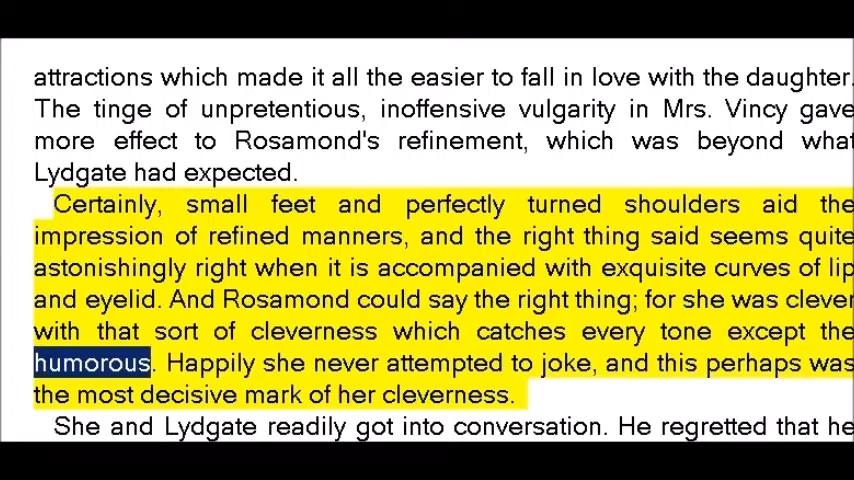 attractions which made it all the easier to fall in love with the daughter.
The tinge of unpretentious, inoffensive vulgarity in Mrs. Vincy gave
more effect to Rosamond's refinement, which was beyond what
Lydgate had expected.
Certainly, small feet and perfectly turned shoulders aid the
impression of refined manners, and the right thing said seems quite
astonishingly right when it is accompanied with exquisite curves of lip
and eyelid. And Rosamond could say the right thing; for she was clever
with that sort of cleverness which catches every tone except the
humorous. Happily she never attempted to joke, and this perhaps was
the most decisive mark of her cleverness.
She and Lydgate readily got into conversation. He regretted that he